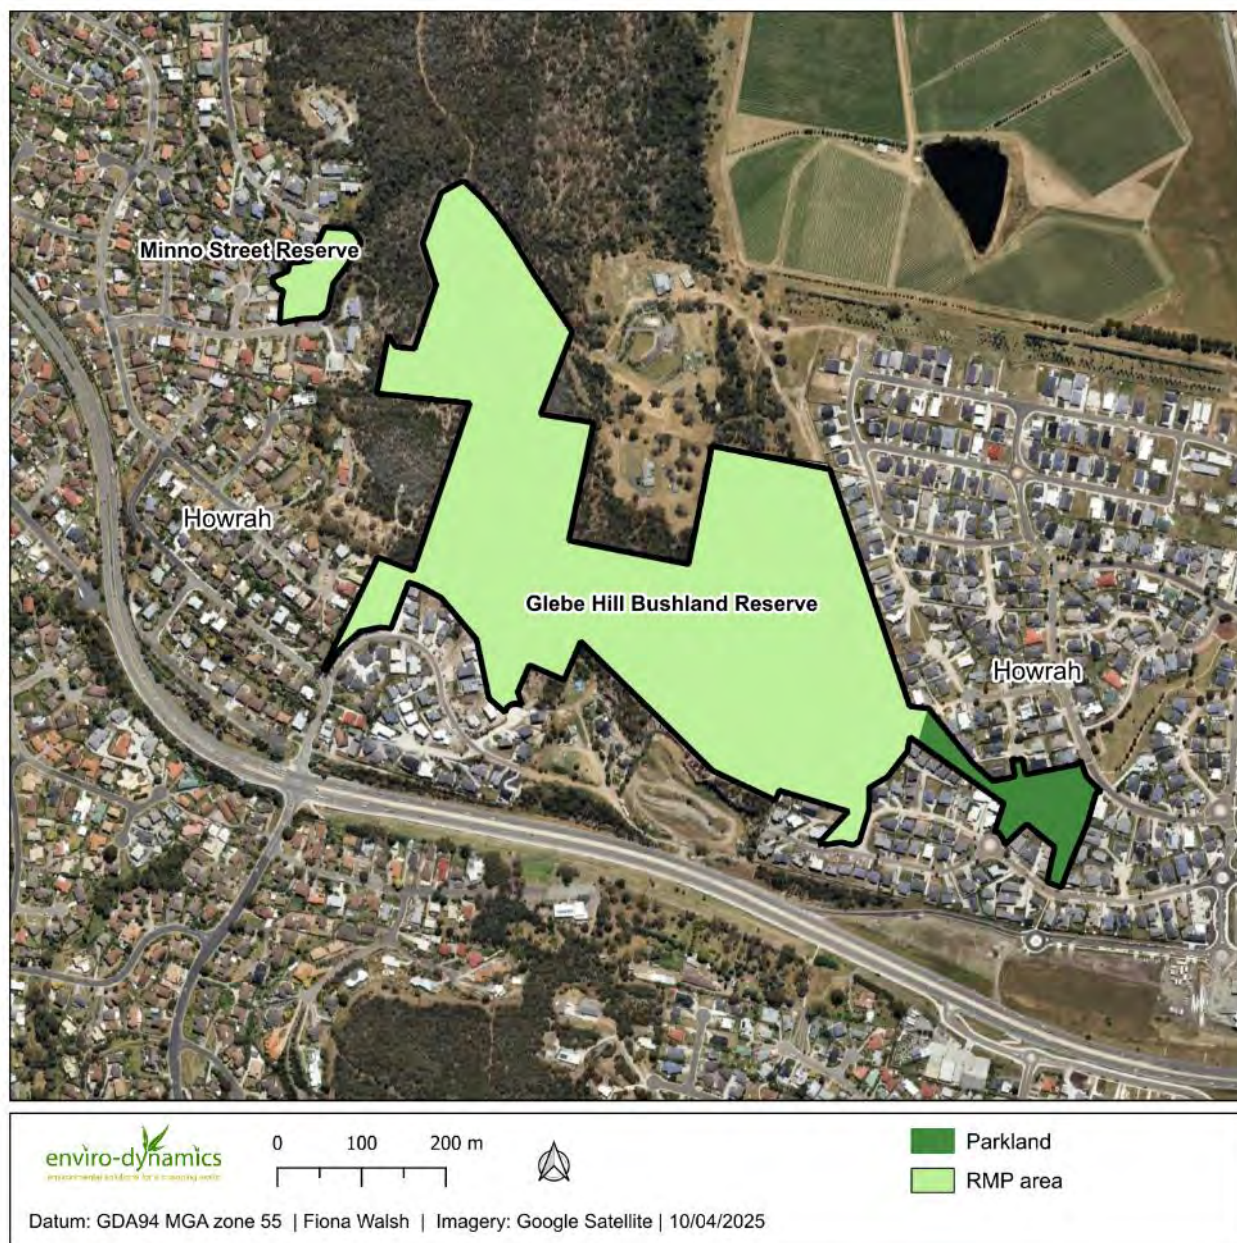 Minno Street Reserve
Howrah
Glebe Hill Bushland Reserve
Howrah
enviro-dynamics
0 100 200 m
Parkland
RMP area
Datum: GDA94 MGA zone 55 | Fiona Walsh | Imagery: Google Satellite | 10/04/2025